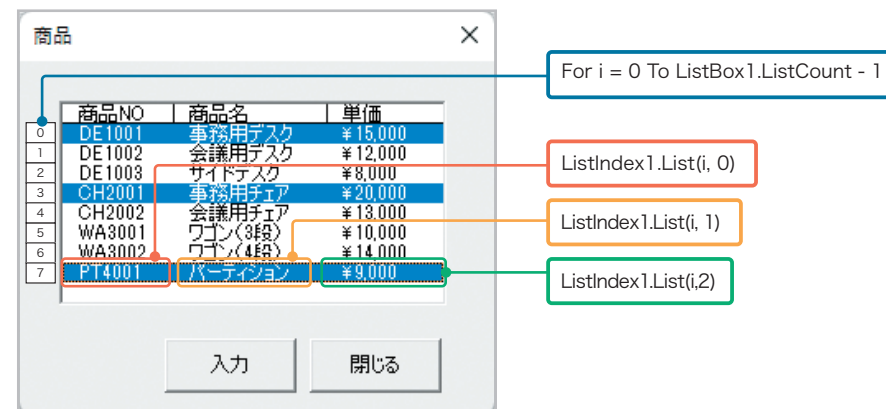 商品
For i = 0 To ListBox1.ListCount - 1
商品NO 商品名 単価
0 DE1001 事務用デスク ¥15,000
1 DE1002 会議用デスク ¥12,000
2 DE1003 サイドデスク ¥8,000
ListIndex1.List(i, 0)
3 CH2001 事務用チェア ¥20,000
4 CH2002 会議用チェア ¥13,000
ListIndex1.List(i, 1)
5 WA3001 ワゴン(3段) ¥10,000
6 WA3002 ワゴン(4段) ¥14,000
7 PT4001 パーティション ¥9,000
ListIndex1.List(i,2)
入力 閉じる